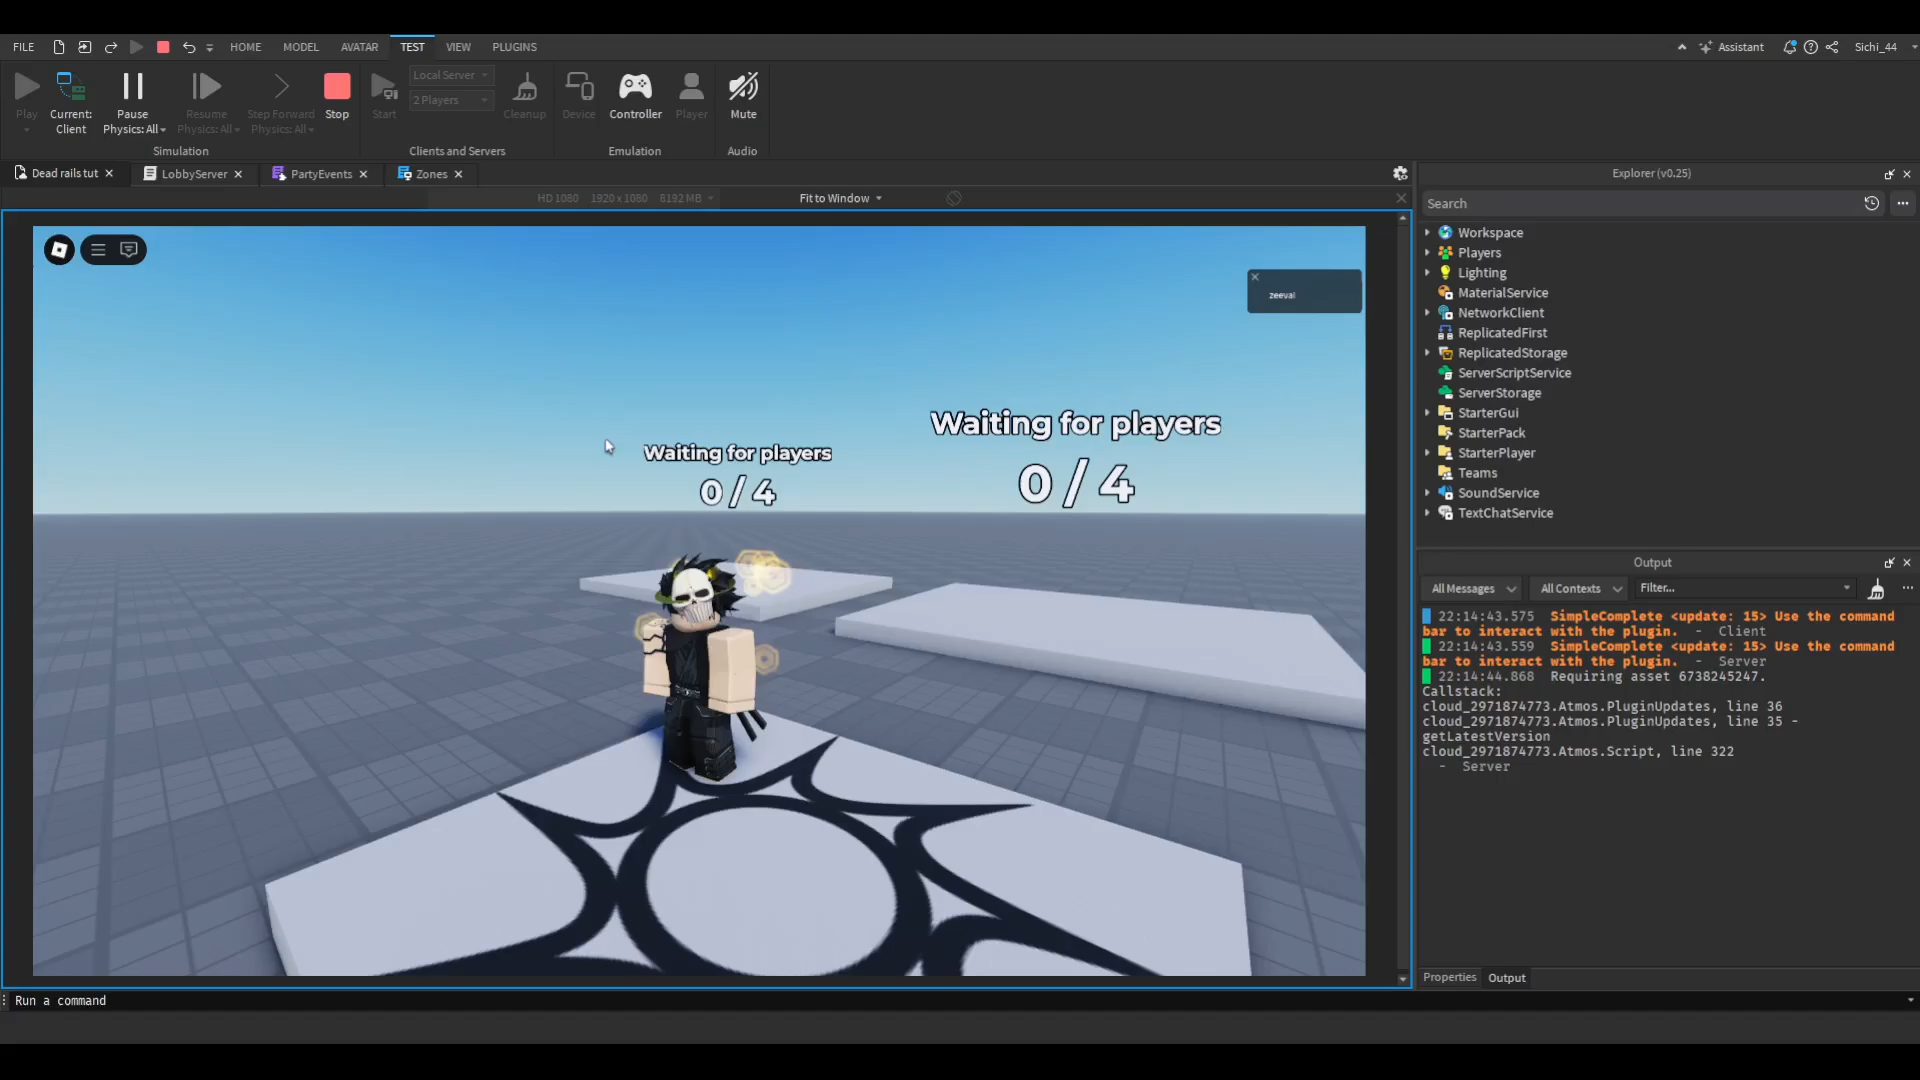 FILE HOME MODEL AVATAR TEST VIEW PLUGINS Assistant Sichi_44
Play Current: Client Pause Physics: All Resume Physics: All Step Forward Physics: All Stop Start Local Server 2 Players Cleanup Device Controller Player Mute
Simulation Clients and Servers Emulation Audio
Dead rails tut LobbyServer PartyEvents Zones
HD 1080 1920 x 1080 8192 MB Fit to Window
zeeval
Waiting for players
0 / 4
Waiting for players
0 / 4
Explorer (v0.25)
Search
Workspace
Players
Lighting
MaterialService
NetworkClient
ReplicatedFirst
ReplicatedStorage
ServerScriptService
ServerStorage
StarterGui
StarterPack
StarterPlayer
Teams
SoundService
TextChatService
Output
All Messages All Contexts Filter...
22:14:43.575 SimpleComplete <update: 15> Use the command
bar to interact with the plugin. - Client
22:14:43.559 SimpleComplete <update: 15> Use the command
bar to interact with the plugin. - Server
22:14:44.868 Requiring asset 6738245247.
Callstack:
cloud_2971874773.Atmos.PluginUpdates, line 36
cloud_2971874773.Atmos.PluginUpdates, line 35 -
getLatestVersion
cloud_2971874773.Atmos.Script, line 322
- Server
Properties Output
Run a command